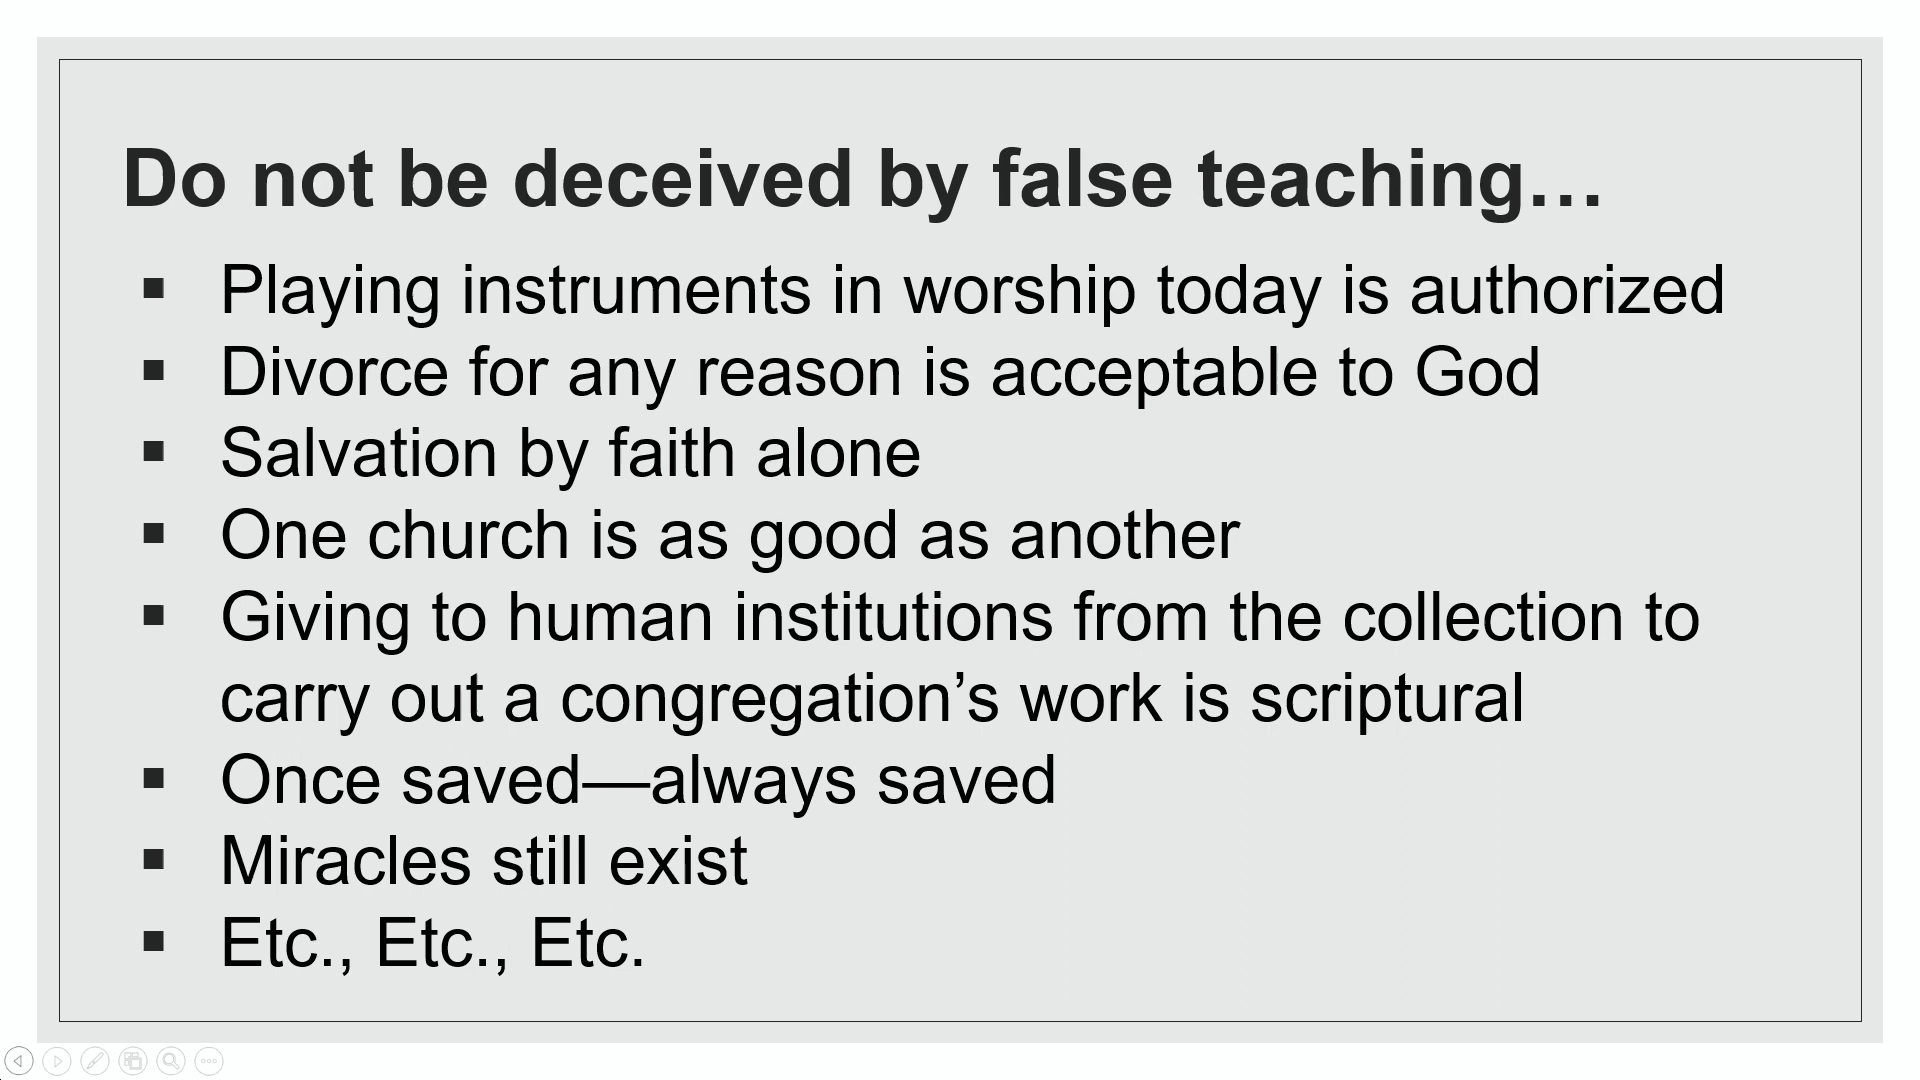 Do not be deceived by false teaching…
▪ Playing instruments in worship today is authorized
▪ Divorce for any reason is acceptable to God
▪ Salvation by faith alone
▪ One church is as good as another
▪ Giving to human institutions from the collection to
carry out a congregation’s work is scriptural
▪ Once saved—always saved
▪ Miracles still exist
▪ Etc., Etc., Etc.